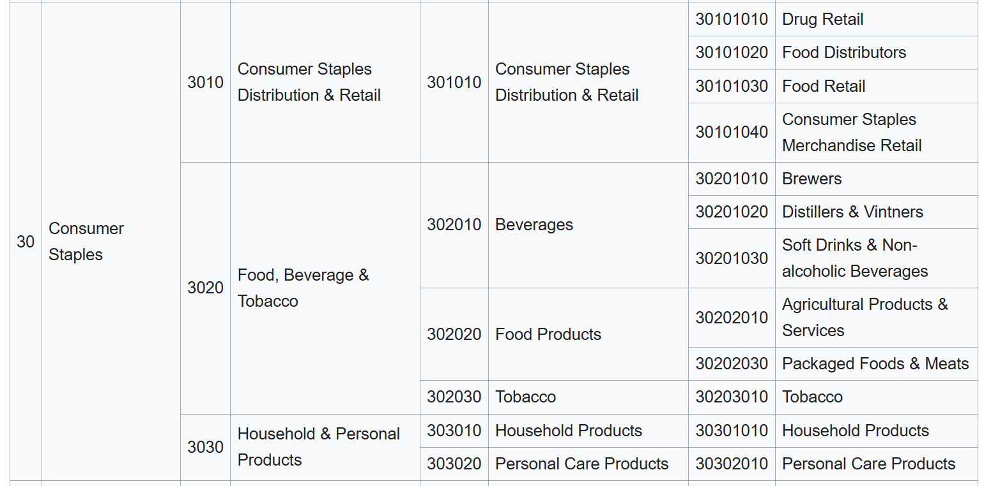 30
Consumer
Staples
3010
Consumer Staples
Distribution & Retail
301010
Consumer Staples
Distribution & Retail
30101010 Drug Retail
30101020 Food Distributors
30101030 Food Retail
30101040
Consumer Staples
Merchandise Retail
3020
Food, Beverage &
Tobacco
302010 Beverages
30201010 Brewers
30201020 Distillers & Vintners
30201030
Soft Drinks & Non-
alcoholic Beverages
302020 Food Products
30202010
Agricultural Products &
Services
30202030 Packaged Foods & Meats
302030 Tobacco 30203010 Tobacco
3030
Household & Personal
Products
303010 Household Products 30301010 Household Products
303020 Personal Care Products 30302010 Personal Care Products